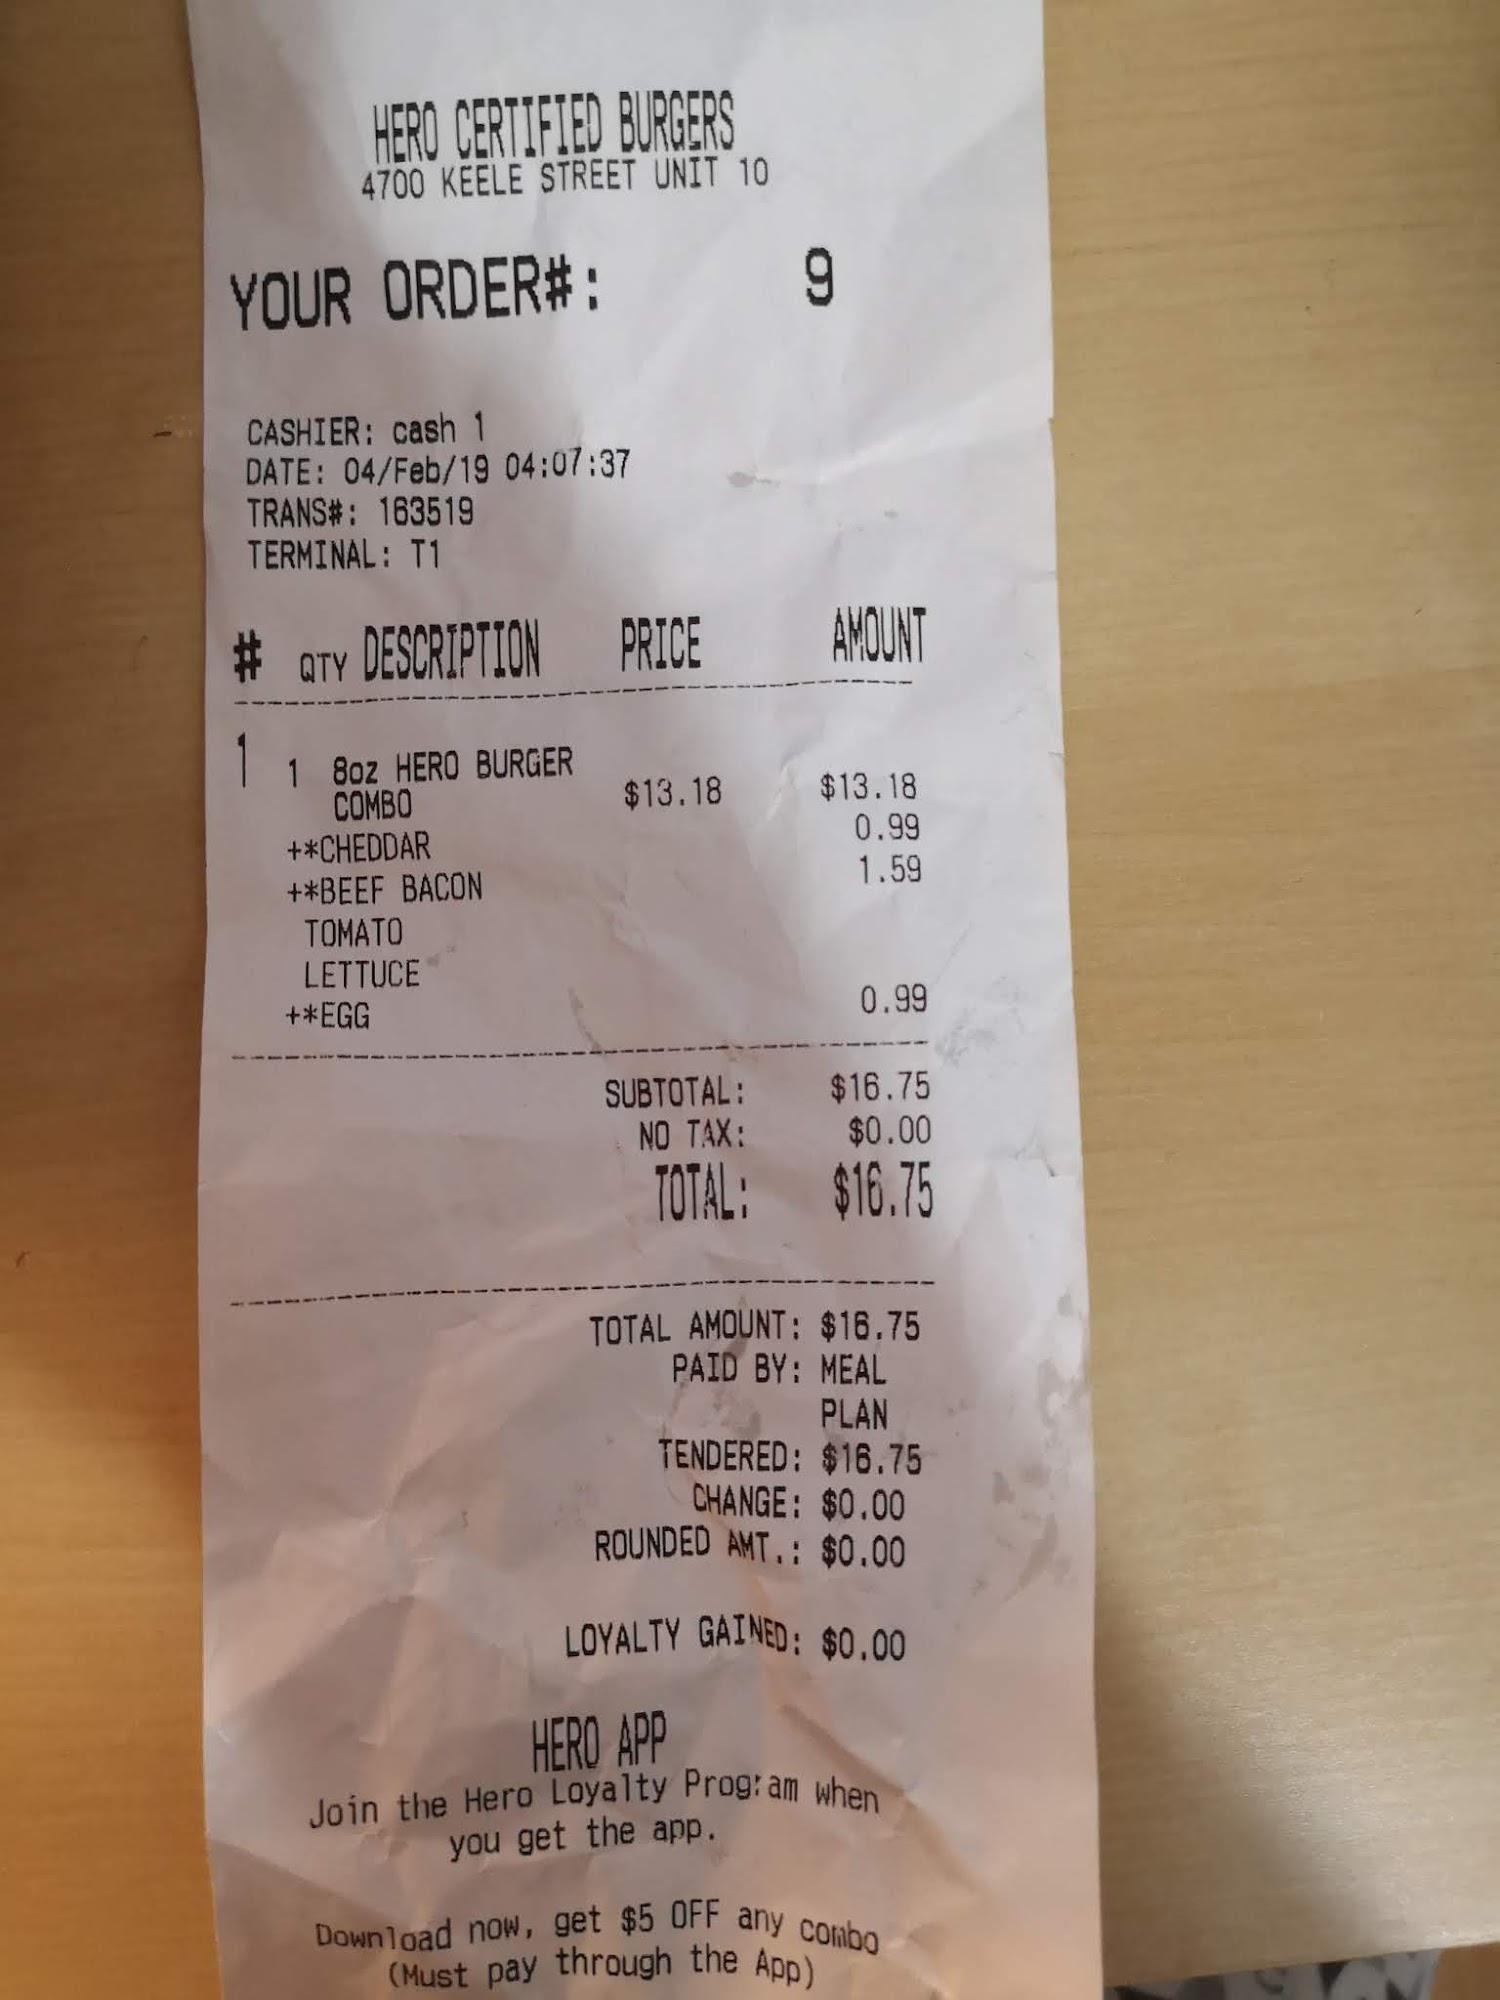 HERO CERTIFIED BURGERS
4700 KEELE STREET UNIT 10
YOUR ORDER#: 9
CASHIER: cash 1
DATE: 04/Feb/19 04:07:37
TRANS#: 163519
TERMINAL: T1
# QTY DESCRIPTION PRICE AMOUNT
1 1 8oz HERO BURGER
COMBO $13.18 $13.18
+*CHEDDAR 0.99
+*BEEF BACON 1.59
TOMATO
LETTUCE
+*EGG 0.99
SUBTOTAL: $16.75
NO TAX: $0.00
TOTAL: $16.75
TOTAL AMOUNT: $16.75
PAID BY: MEAL
PLAN
TENDERED: $16.75
CHANGE: $0.00
ROUNDED AMT.: $0.00
LOYALTY GAINED: $0.00
HERO APP
Join the Hero Loyalty Program when
you get the app.
Download now, get $5 OFF any combo
(Must pay through the App)